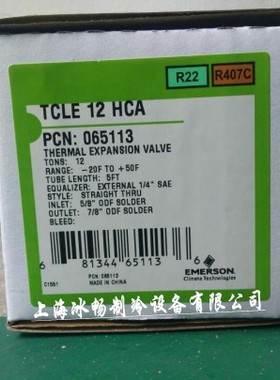 R22 R407C
TCLE 12 HCA
PCN: 065113
THERMAL EXPANSION VALVE
TONS: 12
RANGE: -20F TO +50F
TUBE LENGTH: 5FT
EQUALIZER: EXTERNAL 1/4" SAE
STYLE: STRAIGHT THRU
INLET: 5/8" ODF SOLDER
OUTLET: 7/8" ODF SOLDER
BLEED:
6 81344 65113 6
EMERSON
Climate Technologies
PCN: 065113
MADE IN CHINA
上海冰畅制冷设备有限公司